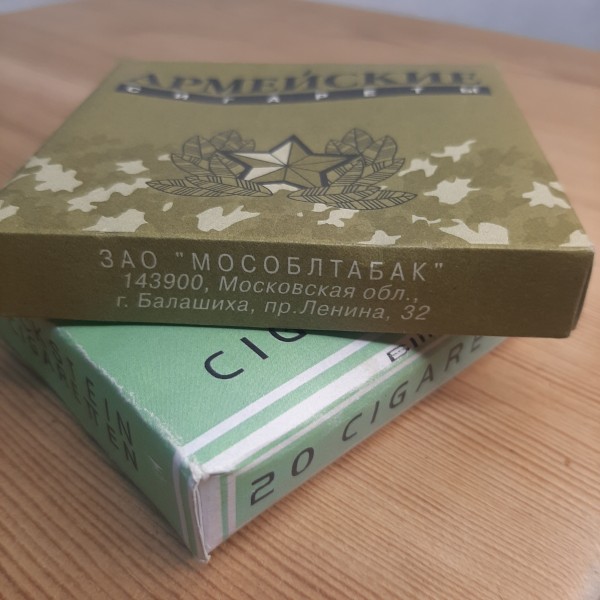 АРМЕЙСКИЕ
СИГАРЕТЫ
ЗАО "МОСОБЛТАБАК"
143900, Московская обл.,
г. Балашиха, пр.Ленина, 32
20 CIGARE